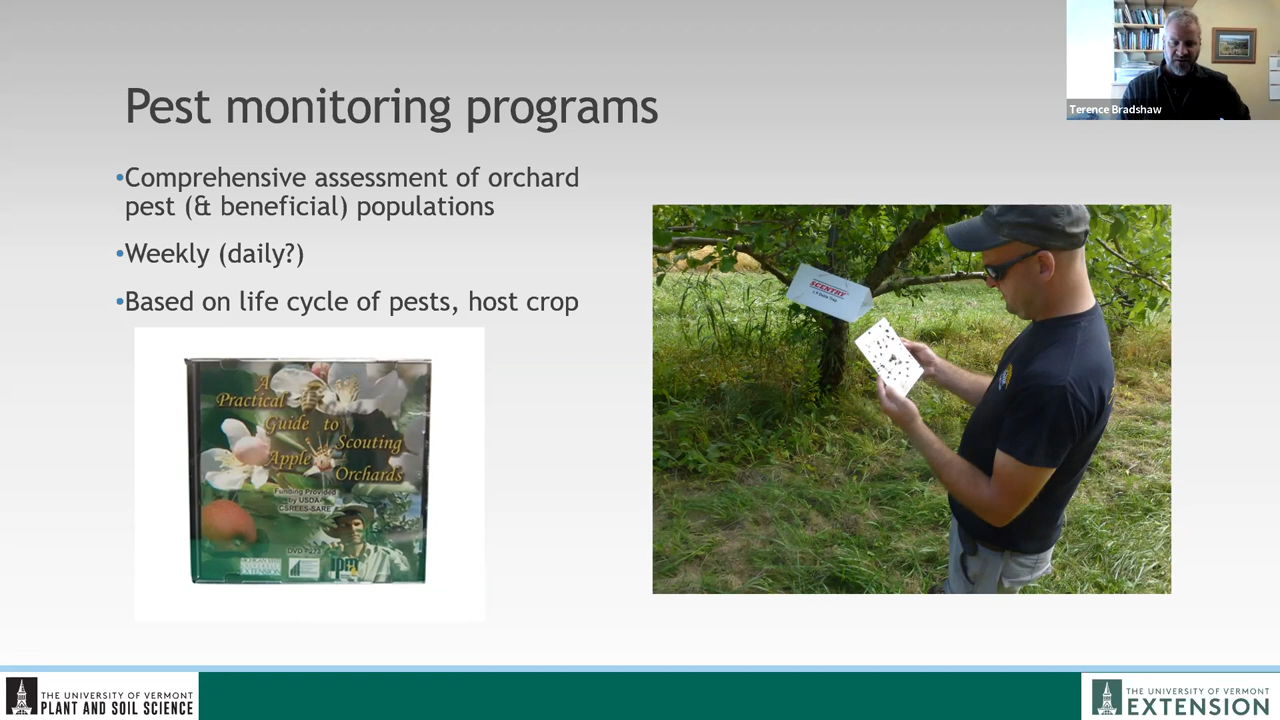 Terence Bradshaw
Pest monitoring programs
•Comprehensive assessment of orchard
pest (& beneficial) populations
•Weekly (daily?)
•Based on life cycle of pests, host crop
A
Practical
Guide to
Scouting
Apple
Orchards
Funding Provided
by USDA-
CSREES-SARE
DVD
SCENTRY
THE UNIVERSITY OF VERMONT
PLANT AND SOIL SCIENCE
THE UNIVERSITY OF VERMONT
EXTENSION